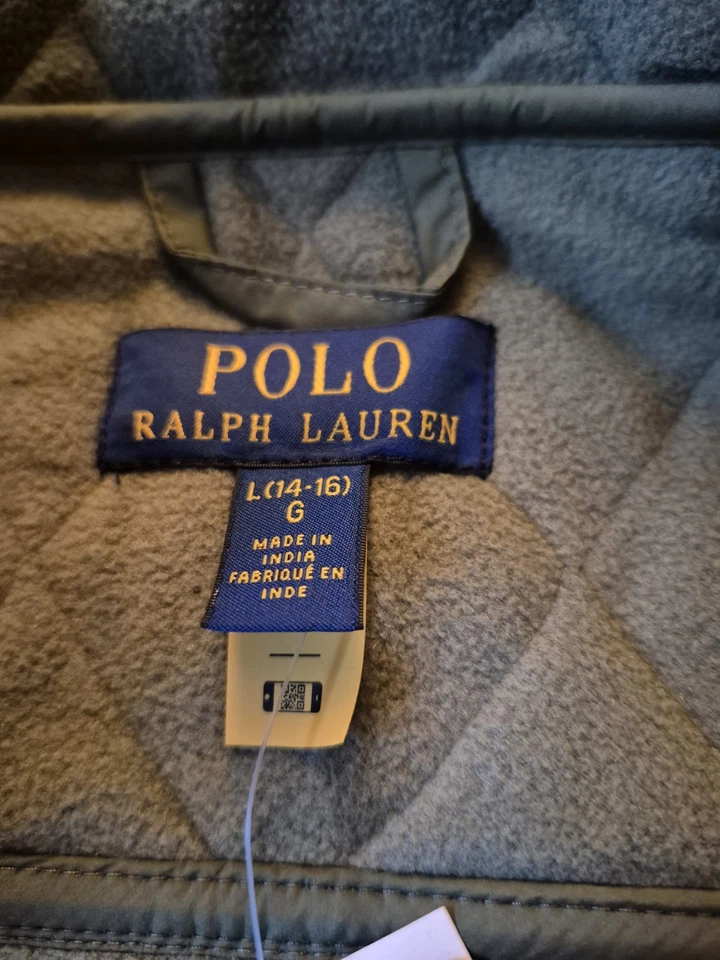 POLO
RALPH LAUREN
L(14-16)
G
MADE IN
INDIA
FABRIQUÉ EN
INDE